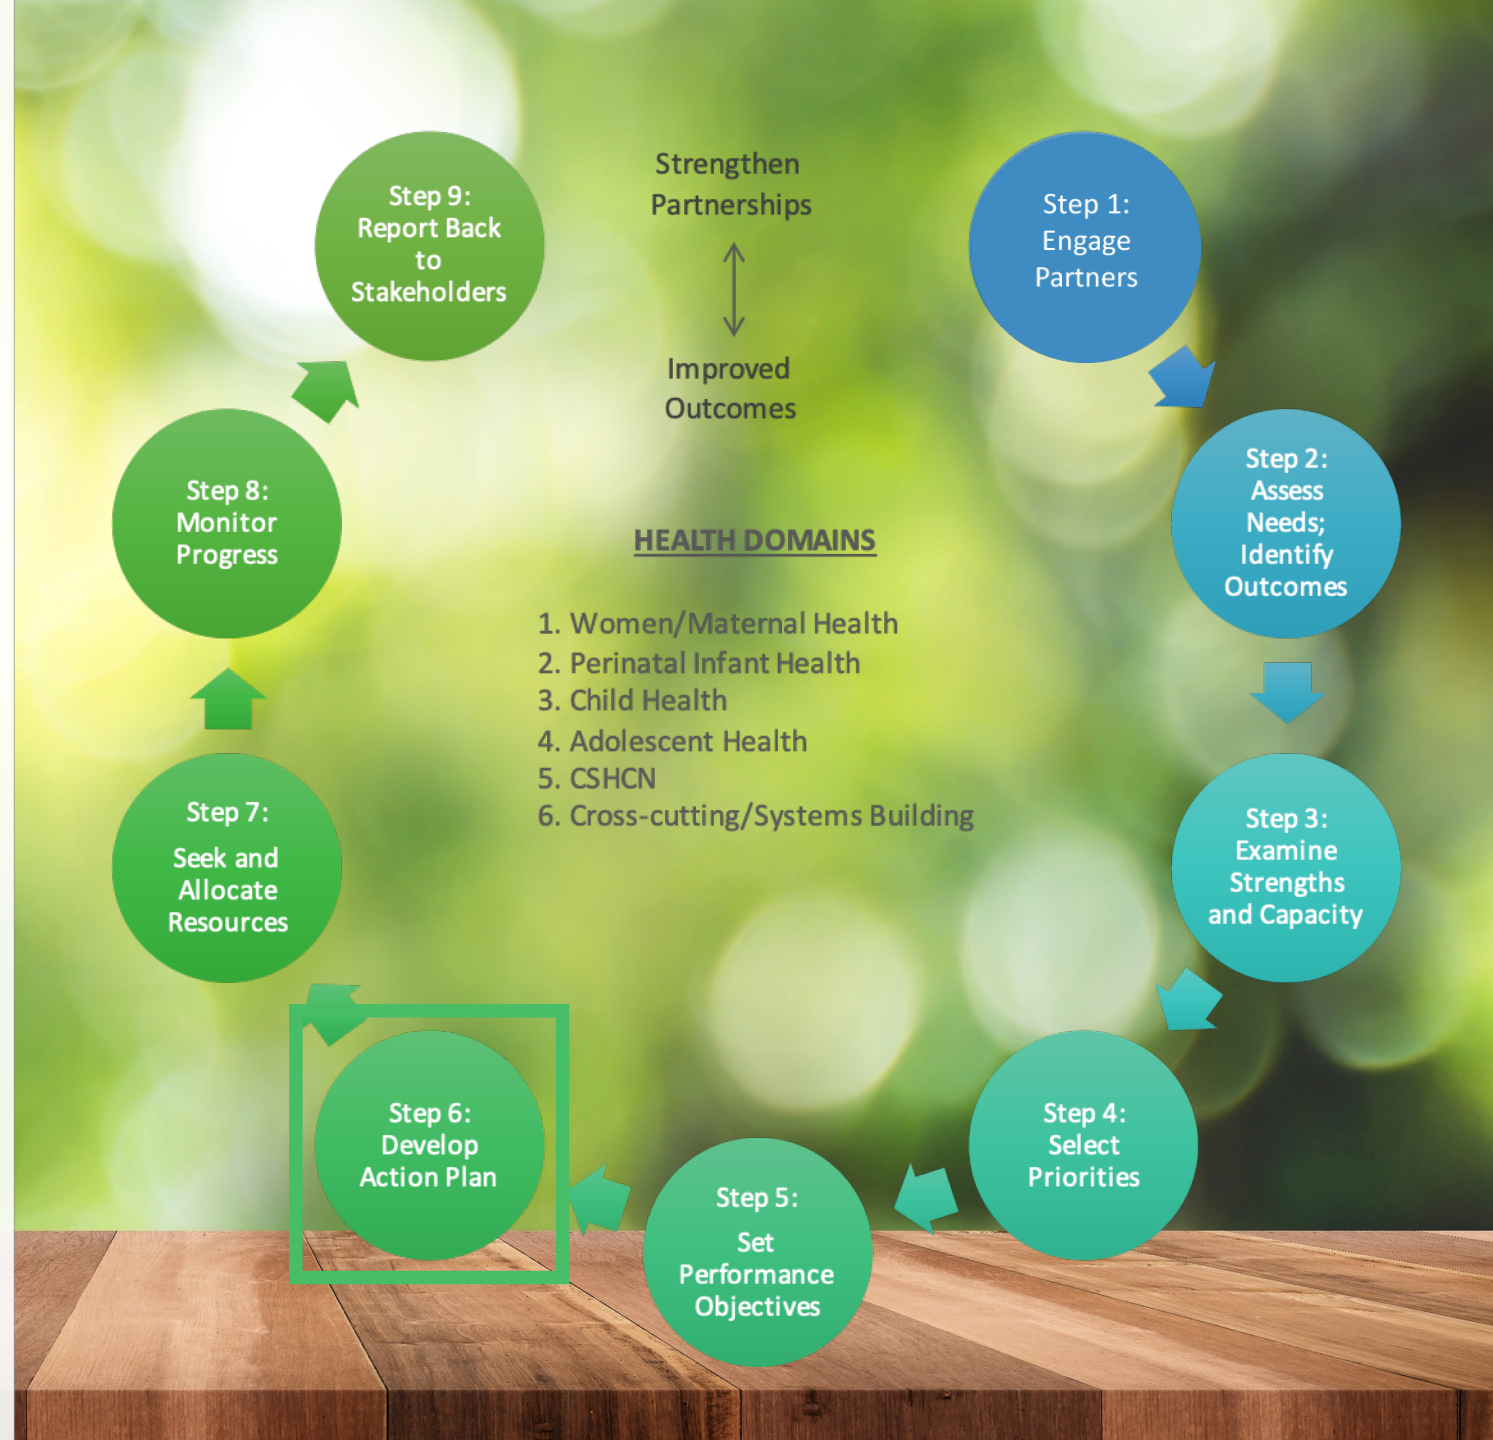 Strengthen
Partnerships
Improved
Outcomes
Step 1:
Engage
Partners
Step 2:
Assess
Needs;
Identify
Outcomes
Step 3:
Examine
Strengths
and Capacity
Step 4:
Select
Priorities
Step 5:
Set
Performance
Objectives
Step 6:
Develop
Action Plan
Step 7:
Seek and
Allocate
Resources
Step 8:
Monitor
Progress
Step 9:
Report Back
to
Stakeholders
HEALTH DOMAINS
1. Women/Maternal Health
2. Perinatal Infant Health
3. Child Health
4. Adolescent Health
5. CSHCN
6. Cross-cutting/Systems Building